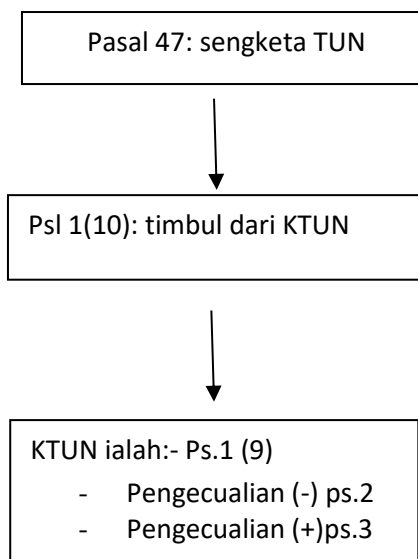 Pasal 47: sengketa TUN
Psl 1(10): timbul dari KTUN
KTUN ialah:- Ps.1 (9)
- Pengecualian (-) ps.2
- Pengecualian (+)ps.3